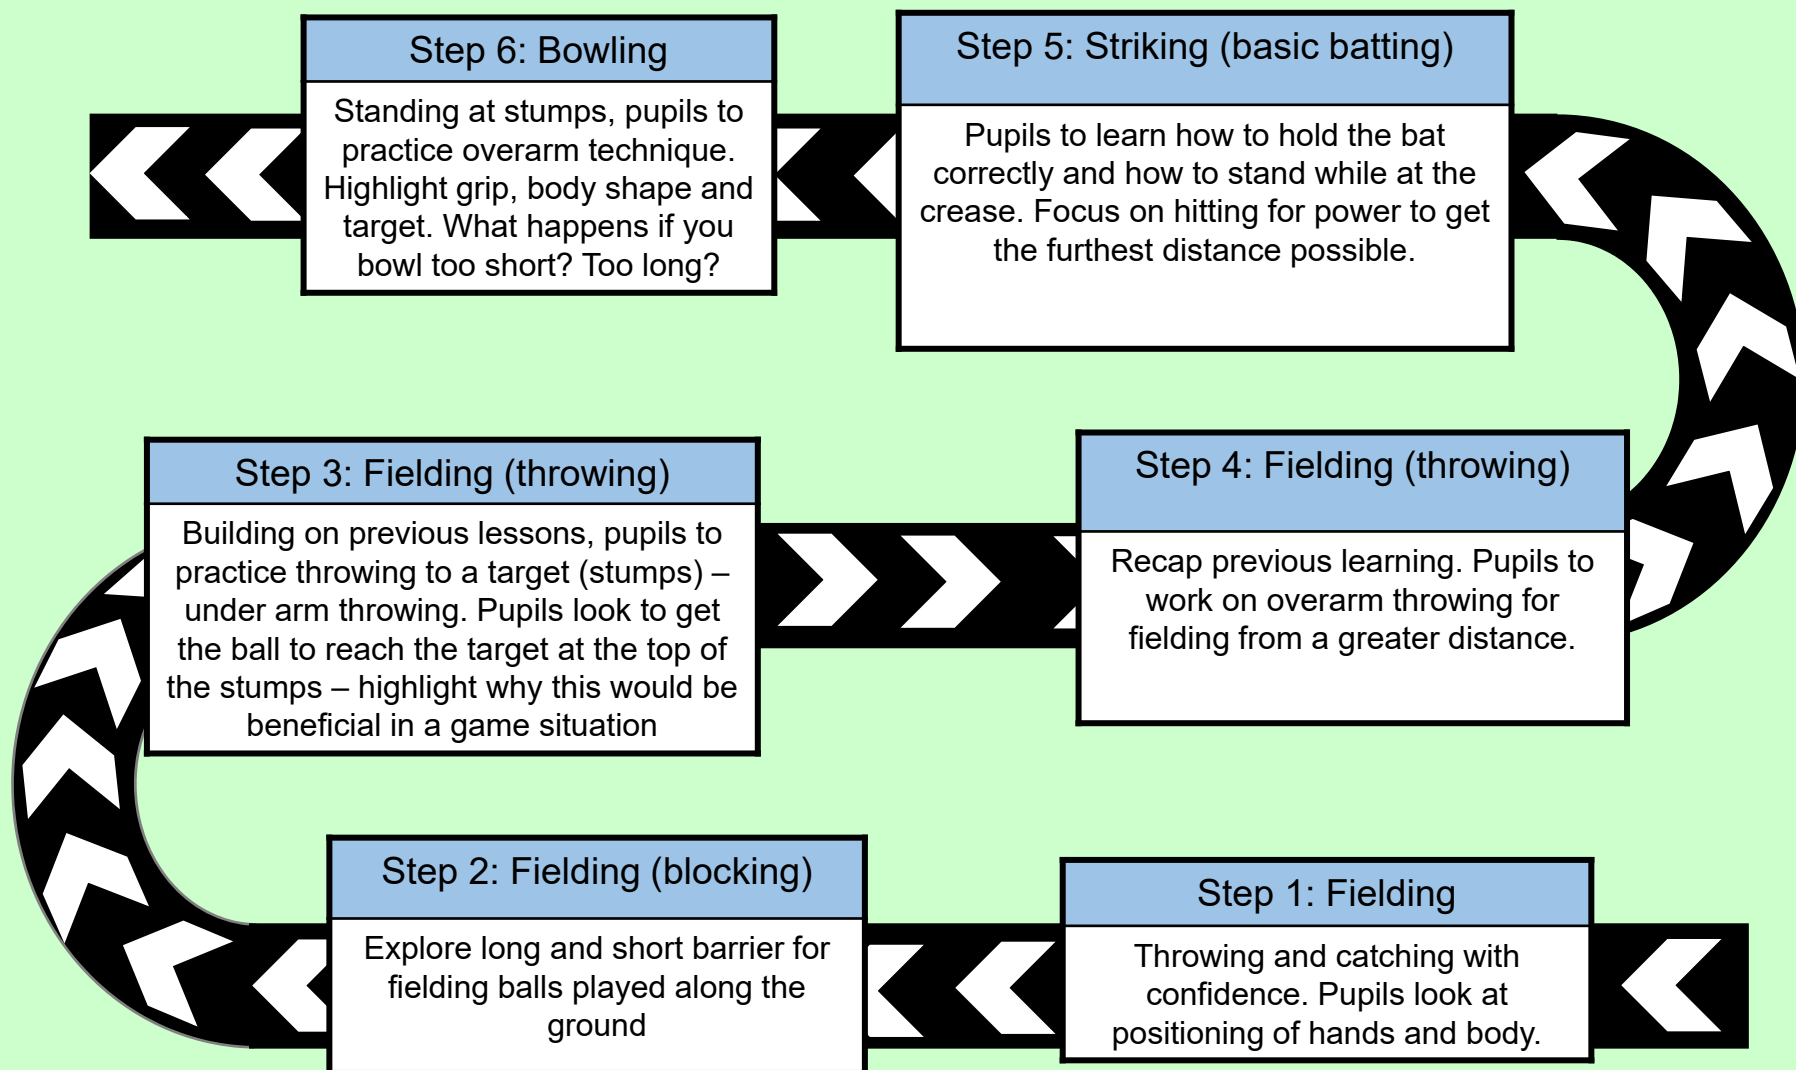 Step 6: Bowling
Standing at stumps, pupils to
practice overarm technique.
Highlight grip, body shape and
target. What happens if you
bowl too short? Too long?
Step 5: Striking (basic batting)
Pupils to learn how to hold the bat
correctly and how to stand while at the
crease. Focus on hitting for power to get
the furthest distance possible.
Step 3: Fielding (throwing)
Building on previous lessons, pupils to
practice throwing to a target (stumps) –
under arm throwing. Pupils look to get
the ball to reach the target at the top of
the stumps – highlight why this would be
beneficial in a game situation
Step 4: Fielding (throwing)
Recap previous learning. Pupils to
work on overarm throwing for
fielding from a greater distance.
Step 2: Fielding (blocking)
Explore long and short barrier for
fielding balls played along the
ground
Step 1: Fielding
Throwing and catching with
confidence. Pupils look at
positioning of hands and body.